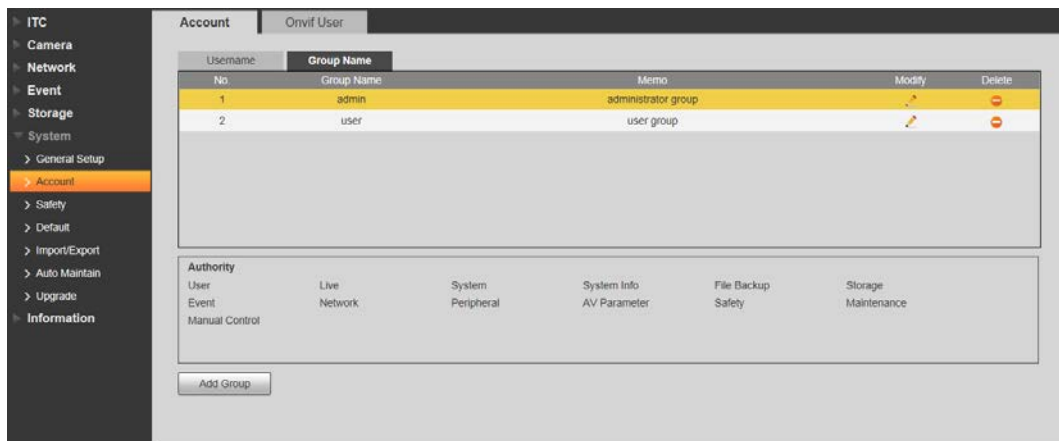 ITC
Camera
Network
Event
Storage
System
General Setup
Account
Safety
Default
Import/Export
Auto Maintain
Upgrade
Information
Account Onvif User
Username Group Name
No. Group Name Memo Modify Delete
1 admin administrator group
2 user user group
Authority
User Live System System Info File Backup Storage
Event Network Peripheral AV Parameter Safety Maintenance
Manual Control
Add Group